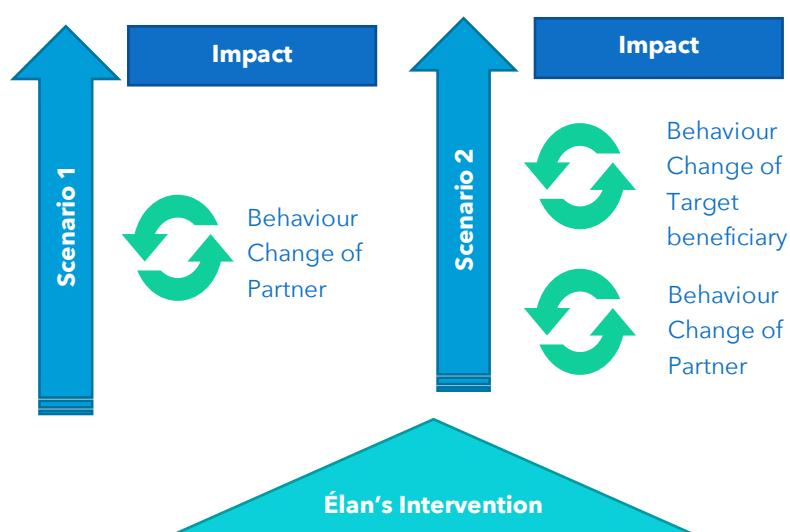 Impact
Scenario 1
Behaviour
Change of
Partner
Impact
Scenario 2
Behaviour
Change of
Target
beneficiary
Behaviour
Change of
Partner
Élan’s Intervention